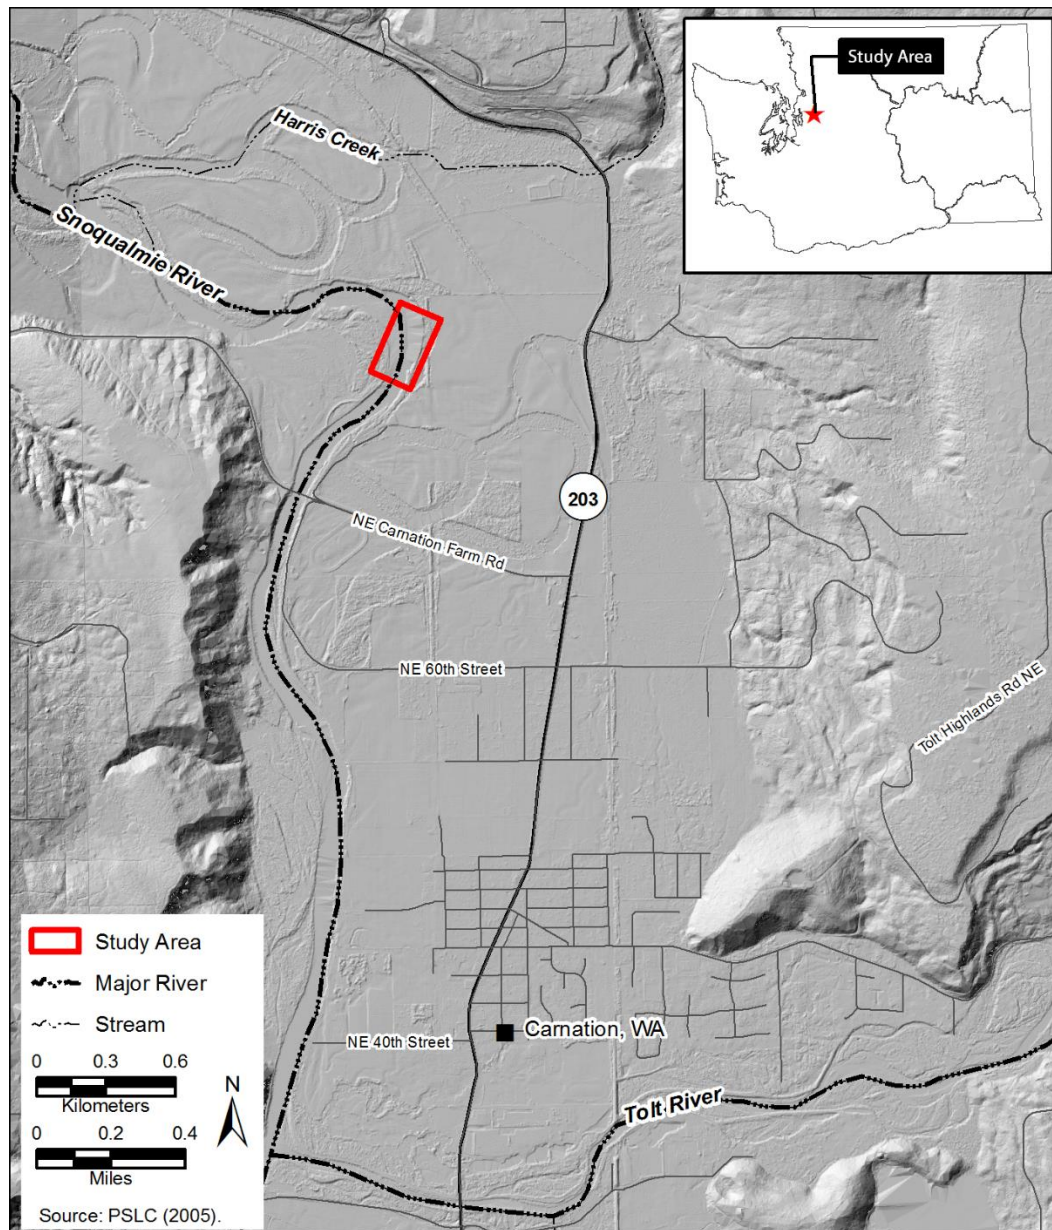 Study Area
Harris Creek
Snoqualmie River
203
NE Carnation Farm Rd
NE 60th Street
Tolt Highlands Rd NE
Study Area
Major River
Stream
0 0.3 0.6
Kilometers
0 0.2 0.4
Miles
N
Source: PSLC (2005).
NE 40th Street
Carnation, WA
Tolt River